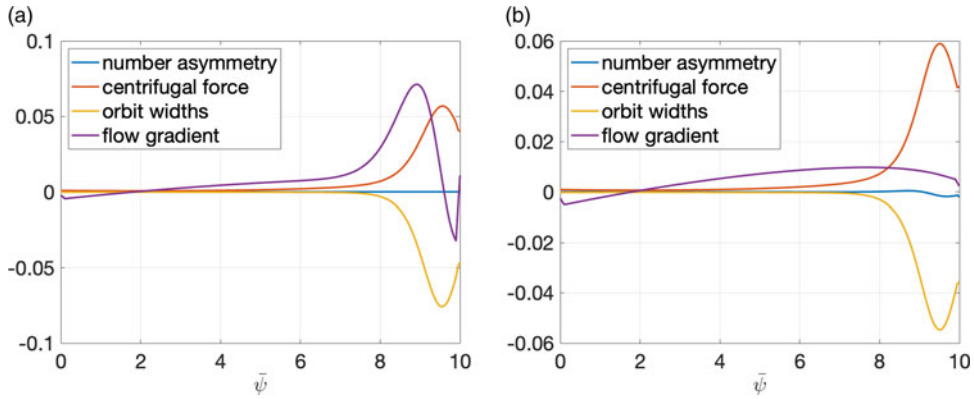 (a)
0.1
0.05
0
-0.05
-0.1
number asymmetry
centrifugal force
orbit widths
flow gradient
0 2 4 6 8 10
ψ̄
(b)
0.06
0.04
0.02
0
-0.02
-0.04
-0.06
number asymmetry
centrifugal force
orbit widths
flow gradient
0 2 4 6 8 10
ψ̄